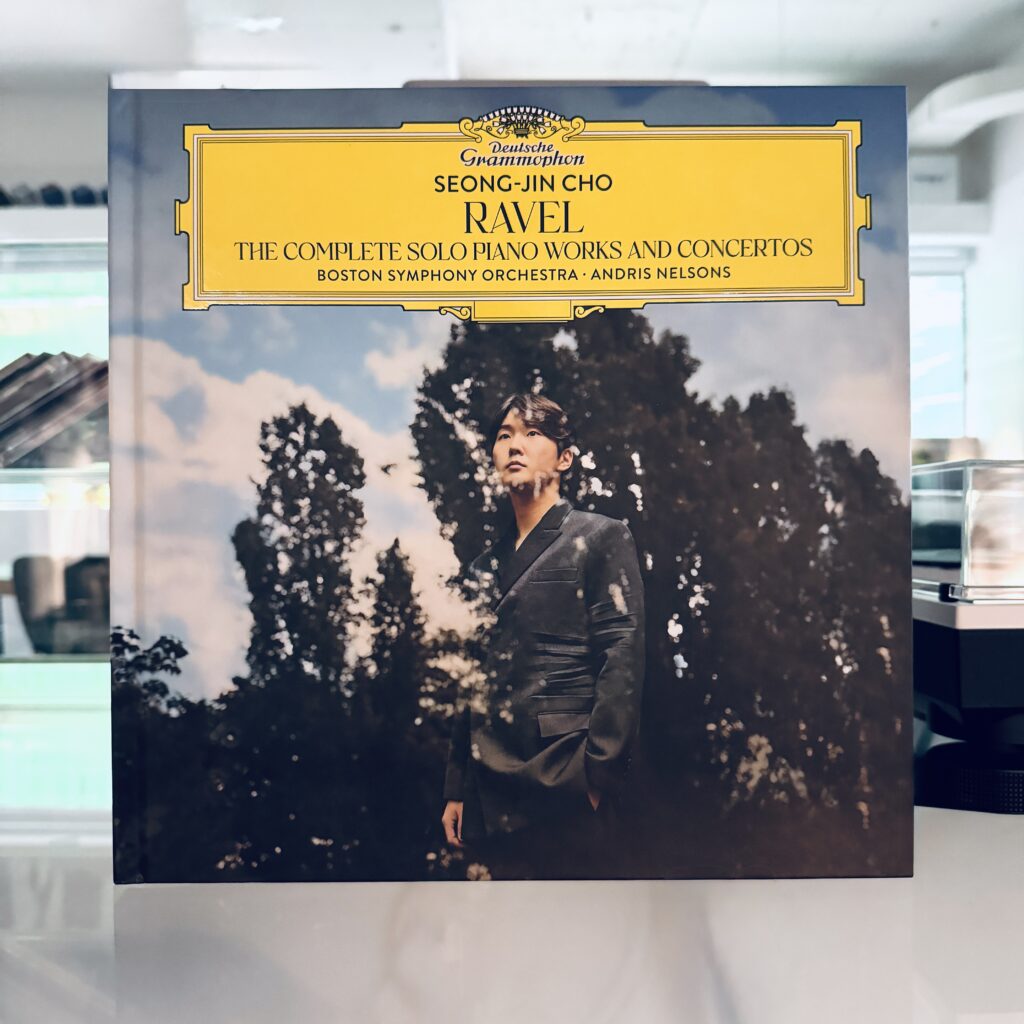 Deutsche
Grammophon
SEONG-JIN CHO
RAVEL
THE COMPLETE SOLO PIANO WORKS AND CONCERTOS
BOSTON SYMPHONY ORCHESTRA · ANDRIS NELSONS